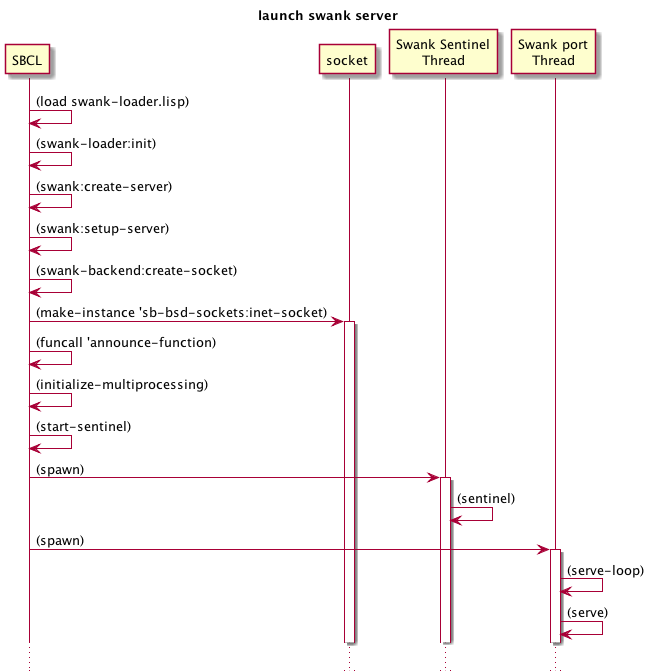 launch swank server
SBCL
socket
Swank Sentinel
Thread
Swank port
Thread
(load swank-loader.lisp)
(swank-loader:init)
(swank:create-server)
(swank:setup-server)
(swank-backend:create-socket)
(make-instance 'sb-bsd-sockets:inet-socket)
(funcall 'announce-function)
(initialize-multiprocessing)
(start-sentinel)
(spawn)
(sentinel)
(spawn)
(serve-loop)
(serve)